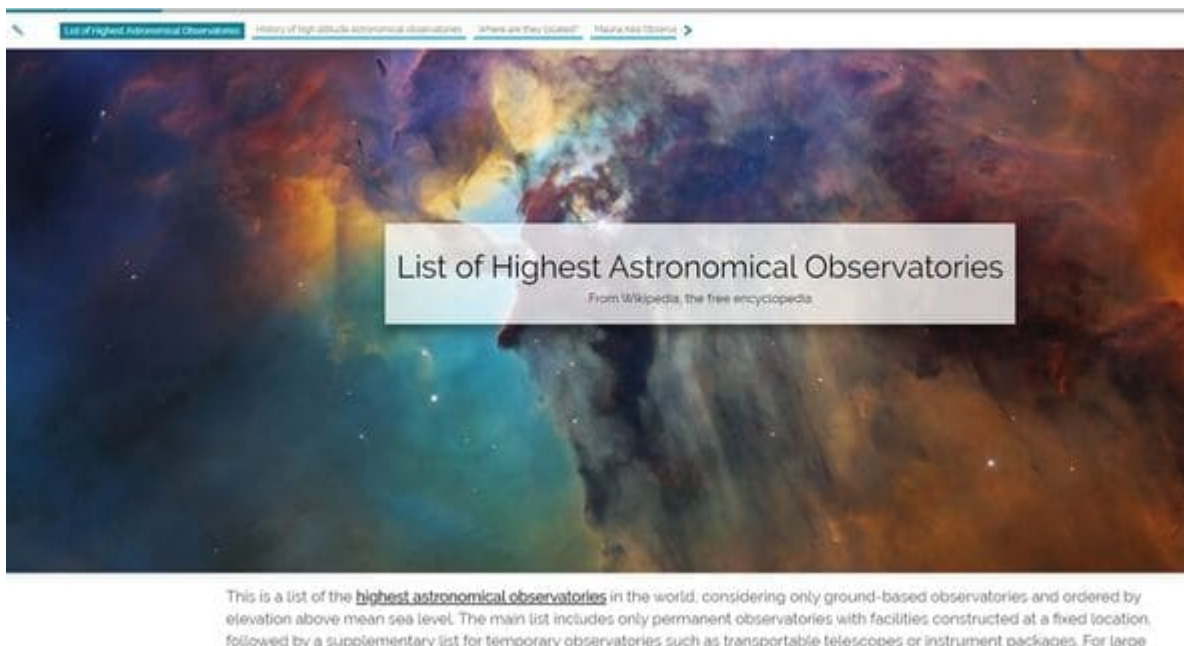 List of Highest Astronomical Observatories
History of high altitude astronomical observatories
Where are they located?
Mauna Kea Observa
List of Highest Astronomical Observatories
From Wikipedia, the free encyclopedia
This is a list of the highest astronomical observatories in the world, considering only ground-based observatories and ordered by
elevation above mean sea level. The main list includes only permanent observatories with facilities constructed at a fixed location,
followed by a supplementary list for temporary observatories such as transportable telescopes or instrument packages. For large